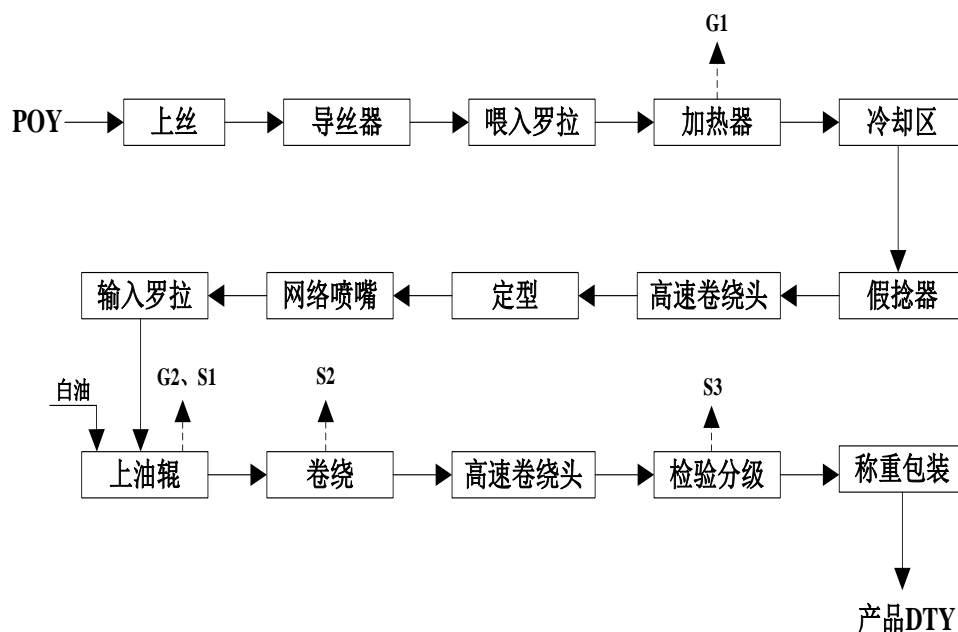 G1
POY
上丝
导丝器
喂入罗拉
加热器
冷却区
输入罗拉
网络喷嘴
定型
高速卷绕头
假捻器
G2、S1
S2
S3
白油
上油辊
卷绕
高速卷绕头
检验分级
称重包装
产品DTY